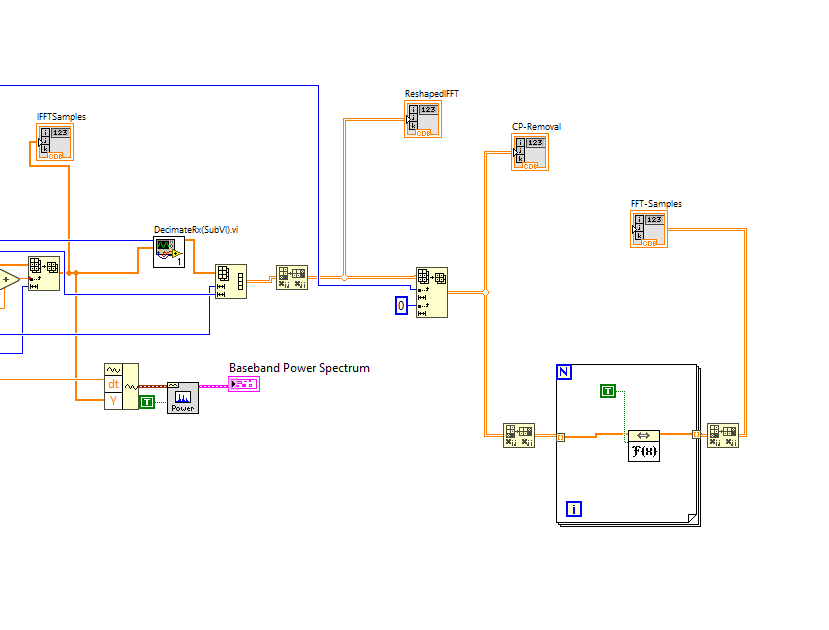 ReshapedIFFT
i
j
k
123
CDB
IFFTSamples
i
j
k
123
CDB
CP-Removal
i
j
k
123
CDB
FFT-Samples
i
j
k
123
CDB
DecimateRx(SubVI).vi
1
+
0
Baseband Power Spectrum
dt
Y
T
Power
N
T
F(x)
i